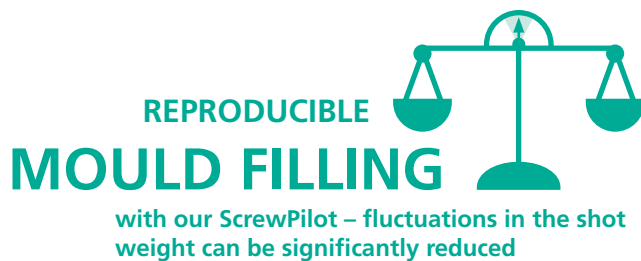 REPRODUCIBLE
MOULD FILLING
with our ScrewPilot – fluctuations in the shot
weight can be significantly reduced